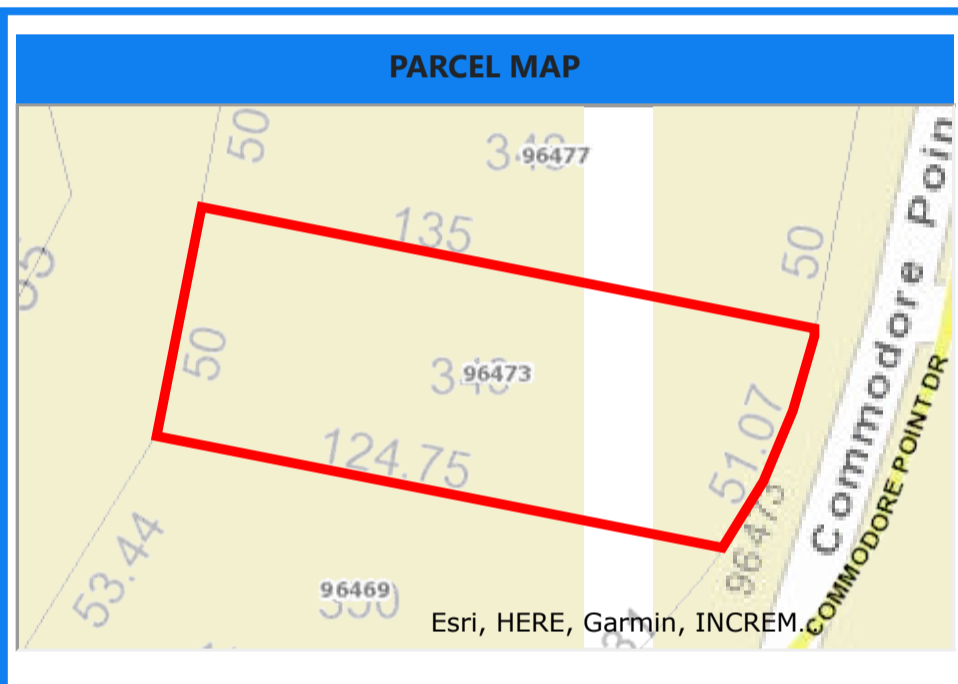 PARCEL MAP
50
96477
135
50
Commodore Poin
50
96473
51.07
124.75
COMMODORE POINT DR
96473
53.44
96469
Esri, HERE, Garmin, INCREM...